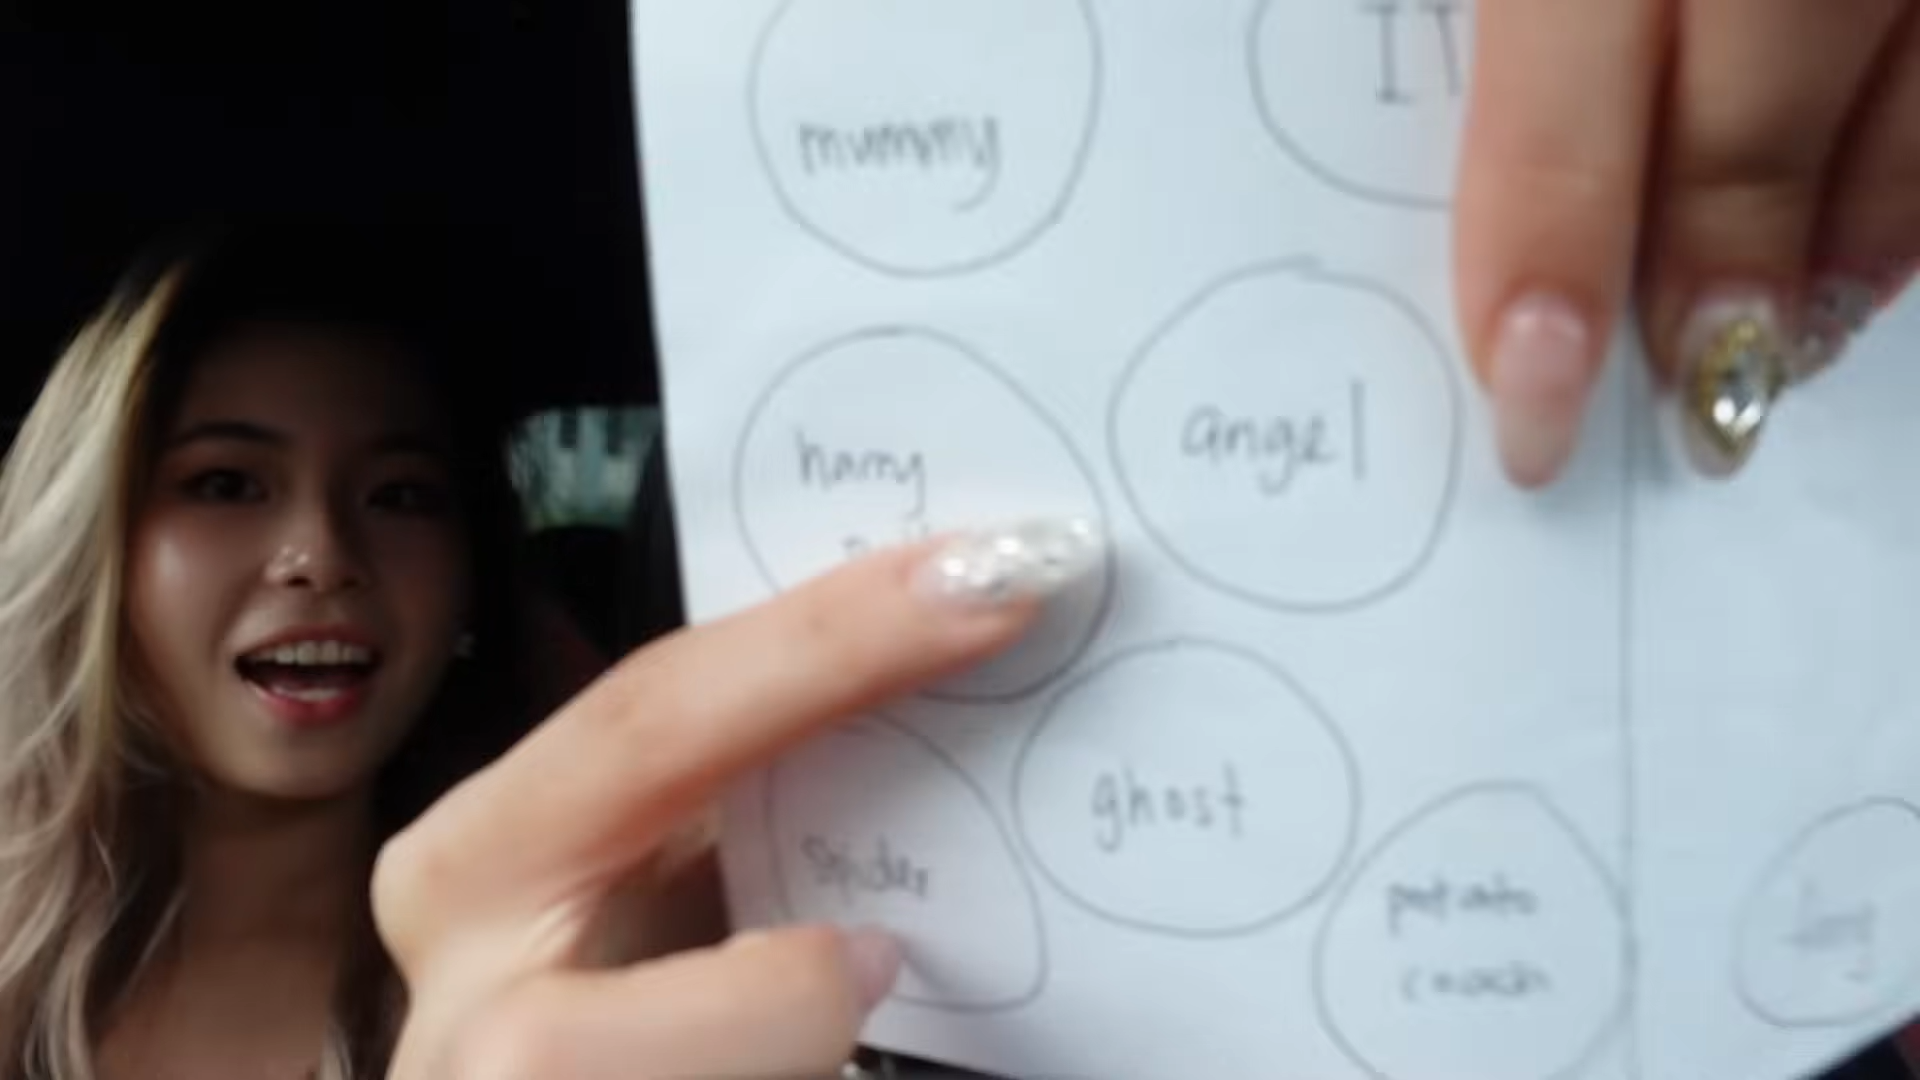 IT
mummy
angel
harry
ghost
spider
potato
couch